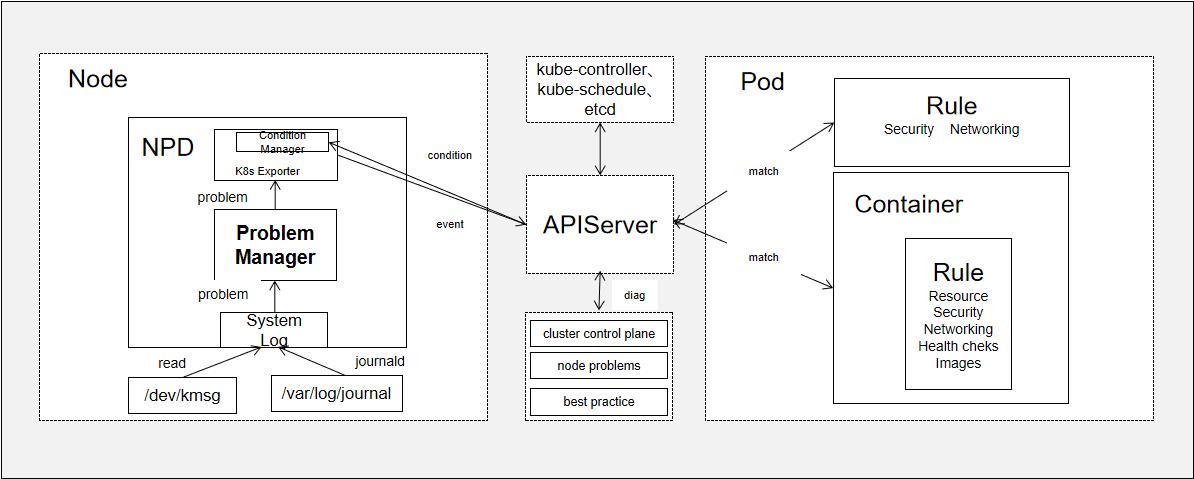 Node
NPD
Condition
Manager
K8s Exporter
problem
Problem
Manager
problem
System
Log
read
journald
/dev/kmsg
/var/log/journal
condition
event
kube-controller、
kube-schedule、
etcd
APIServer
diag
cluster control plane
node problems
best practice
match
match
Pod
Rule
Security Networking
Container
Rule
Resource
Security
Networking
Health cheks
Images